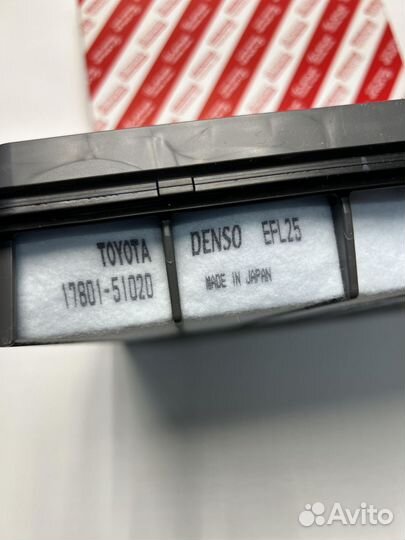 TOYOTA
17801-51020
DENSO EFL25
MADE IN JAPAN
Avito